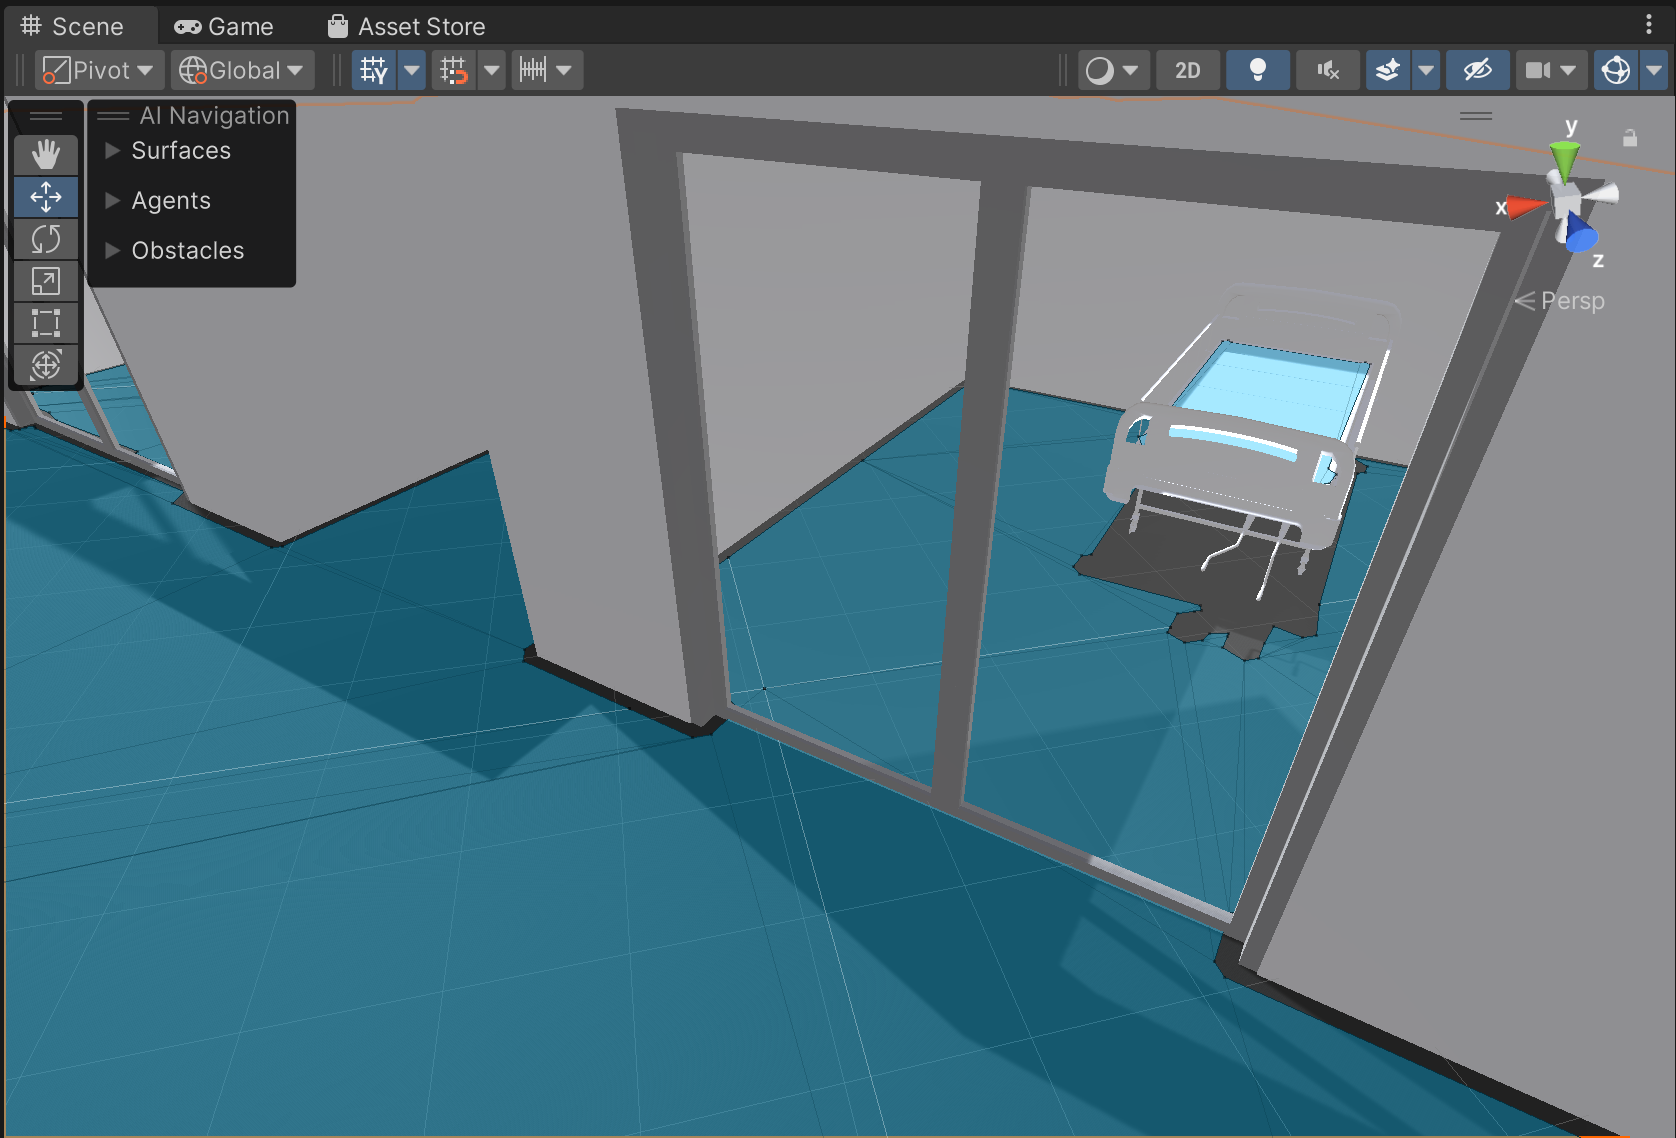 Scene
Game
Asset Store
Pivot
Global
2D
AI Navigation
Surfaces
Agents
Obstacles
y
x
z
Persp